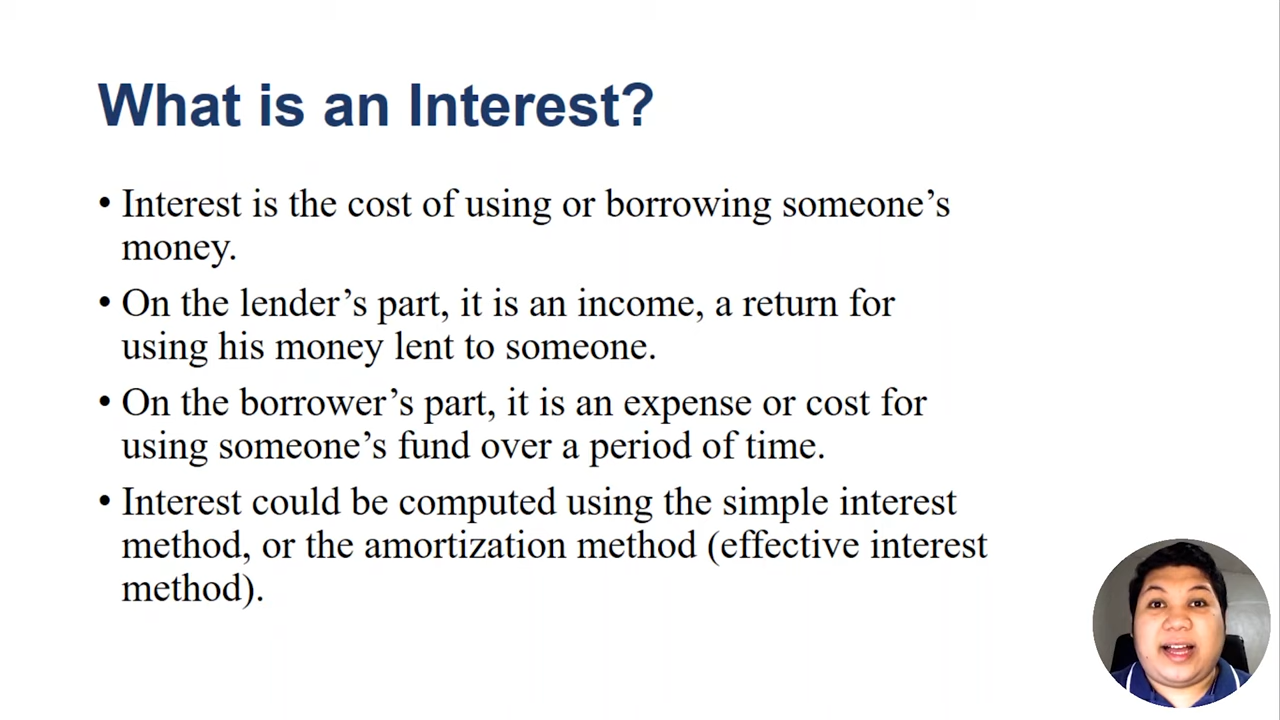 What is an Interest?
• Interest is the cost of using or borrowing someone’s
money.
• On the lender’s part, it is an income, a return for
using his money lent to someone.
• On the borrower’s part, it is an expense or cost for
using someone’s fund over a period of time.
• Interest could be computed using the simple interest
method, or the amortization method (effective interest
method).